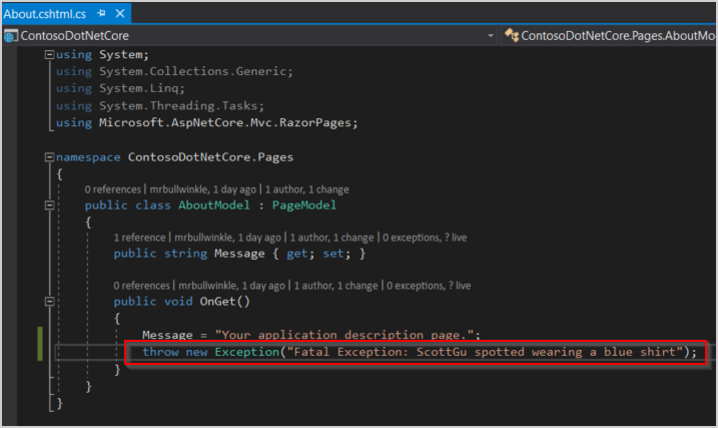 About.cshtml.cs
ContosoDotNetCore ContosoDotNetCore.Pages.AboutMo
using System;
using System.Collections.Generic;
using System.Linq;
using System.Threading.Tasks;
using Microsoft.AspNetCore.Mvc.RazorPages;
namespace ContosoDotNetCore.Pages
{
0 references | mrbullwinkle, 1 day ago | 1 author, 1 change
public class AboutModel : PageModel
{
1 reference | mrbullwinkle, 1 day ago | 1 author, 1 change | 0 exceptions, ? live
public string Message { get; set; }
0 references | mrbullwinkle, 1 day ago | 1 author, 1 change | 0 exceptions, ? live
public void OnGet()
{
Message = "Your application description page.";
throw new Exception("Fatal Exception: ScottGu spotted wearing a blue shirt");
}
}
}